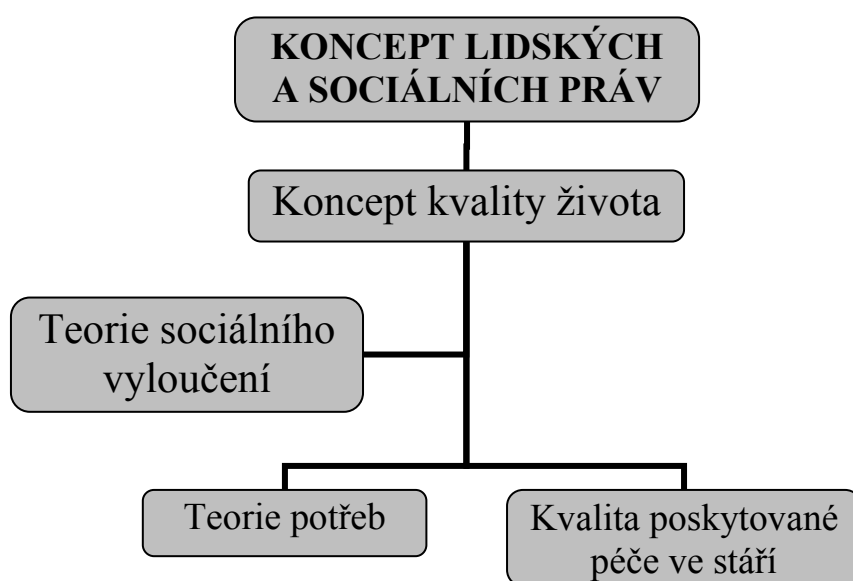 KONCEPT LIDSKÝCH
A SOCIÁLNÍCH PRÁV
Koncept kvality života
Teorie sociálního
vyloučení
Teorie potřeb
Kvalita poskytované
péče ve stáří